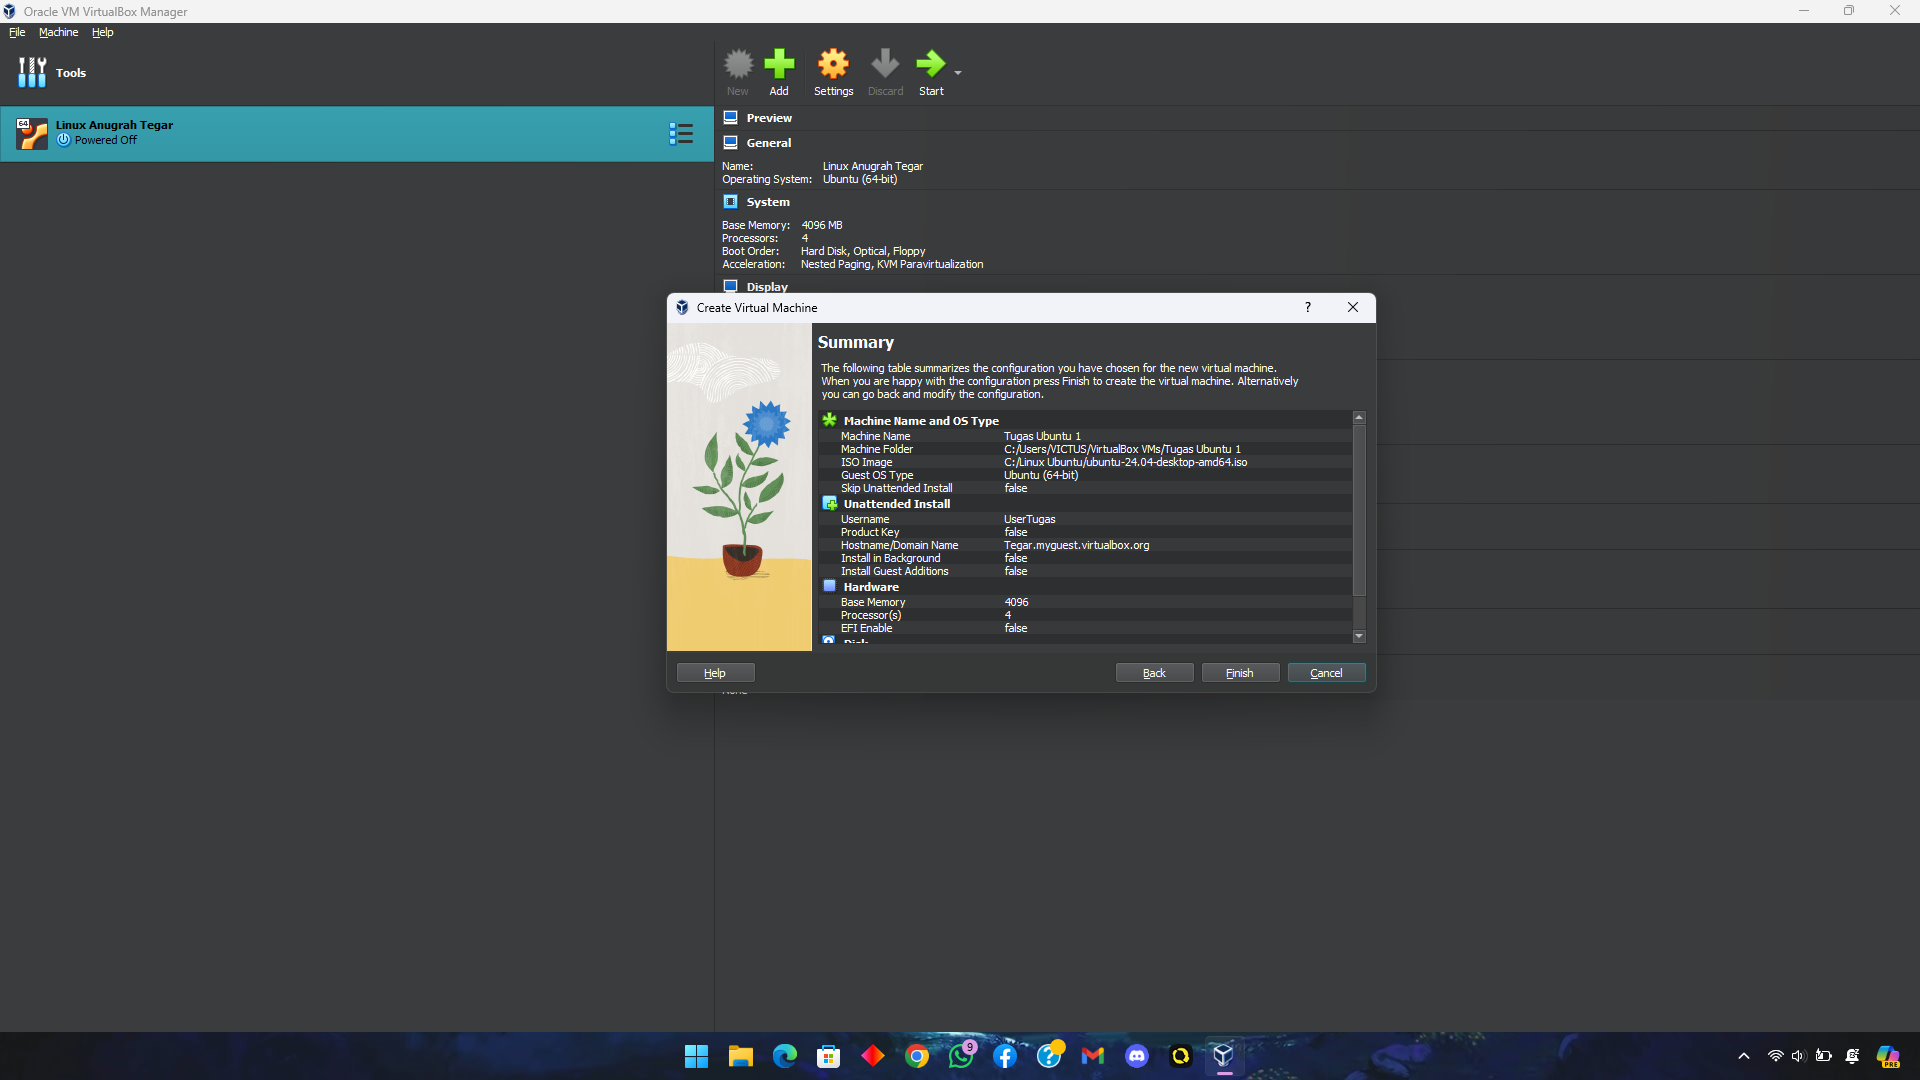 Oracle VM VirtualBox Manager
File Machine Help
Tools
New Add Settings Discard Start
64
Linux Anugrah Tegar
Powered Off
Preview
General
Name: Linux Anugrah Tegar
Operating System: Ubuntu (64-bit)
System
Base Memory: 4096 MB
Processors: 4
Boot Order: Hard Disk, Optical, Floppy
Acceleration: Nested Paging, KVM Paravirtualization
Display
Create Virtual Machine
?
Summary
The following table summarizes the configuration you have chosen for the new virtual machine.
When you are happy with the configuration press Finish to create the virtual machine. Alternatively
you can go back and modify the configuration.
Machine Name and OS Type
Machine Name Tugas Ubuntu 1
Machine Folder C:/Users/VICTUS/VirtualBox VMs/Tugas Ubuntu 1
ISO Image C:/Linux Ubuntu/ubuntu-24.04-desktop-amd64.iso
Guest OS Type Ubuntu (64-bit)
Skip Unattended Install false
Unattended Install
Username UserTugas
Product Key false
Hostname/Domain Name Tegar.myguest.virtualbox.org
Install in Background false
Install Guest Additions false
Hardware
Base Memory 4096
Processor(s) 4
EFI Enable false
Disk
Help Back Finish Cancel
None
9
PRE